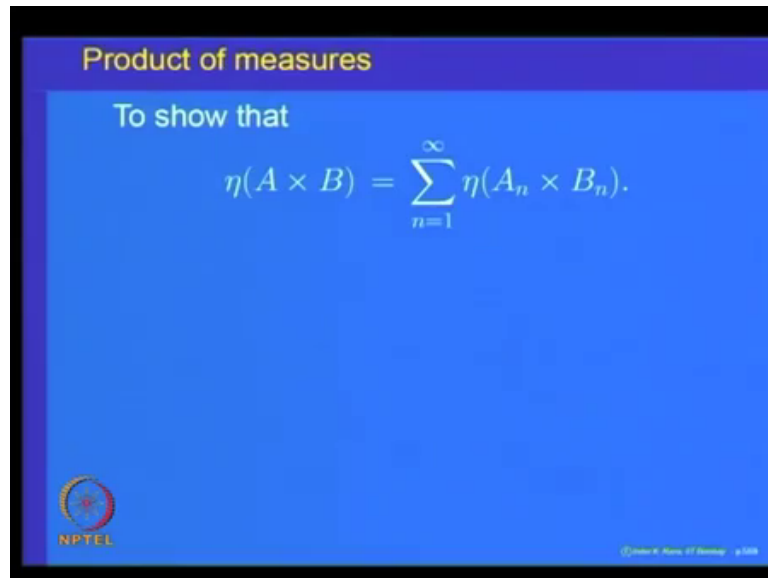 Product of measures
To show that
η(A × B) = ∑_{n=1}^{∞} η(A_n × B_n).
NPTEL